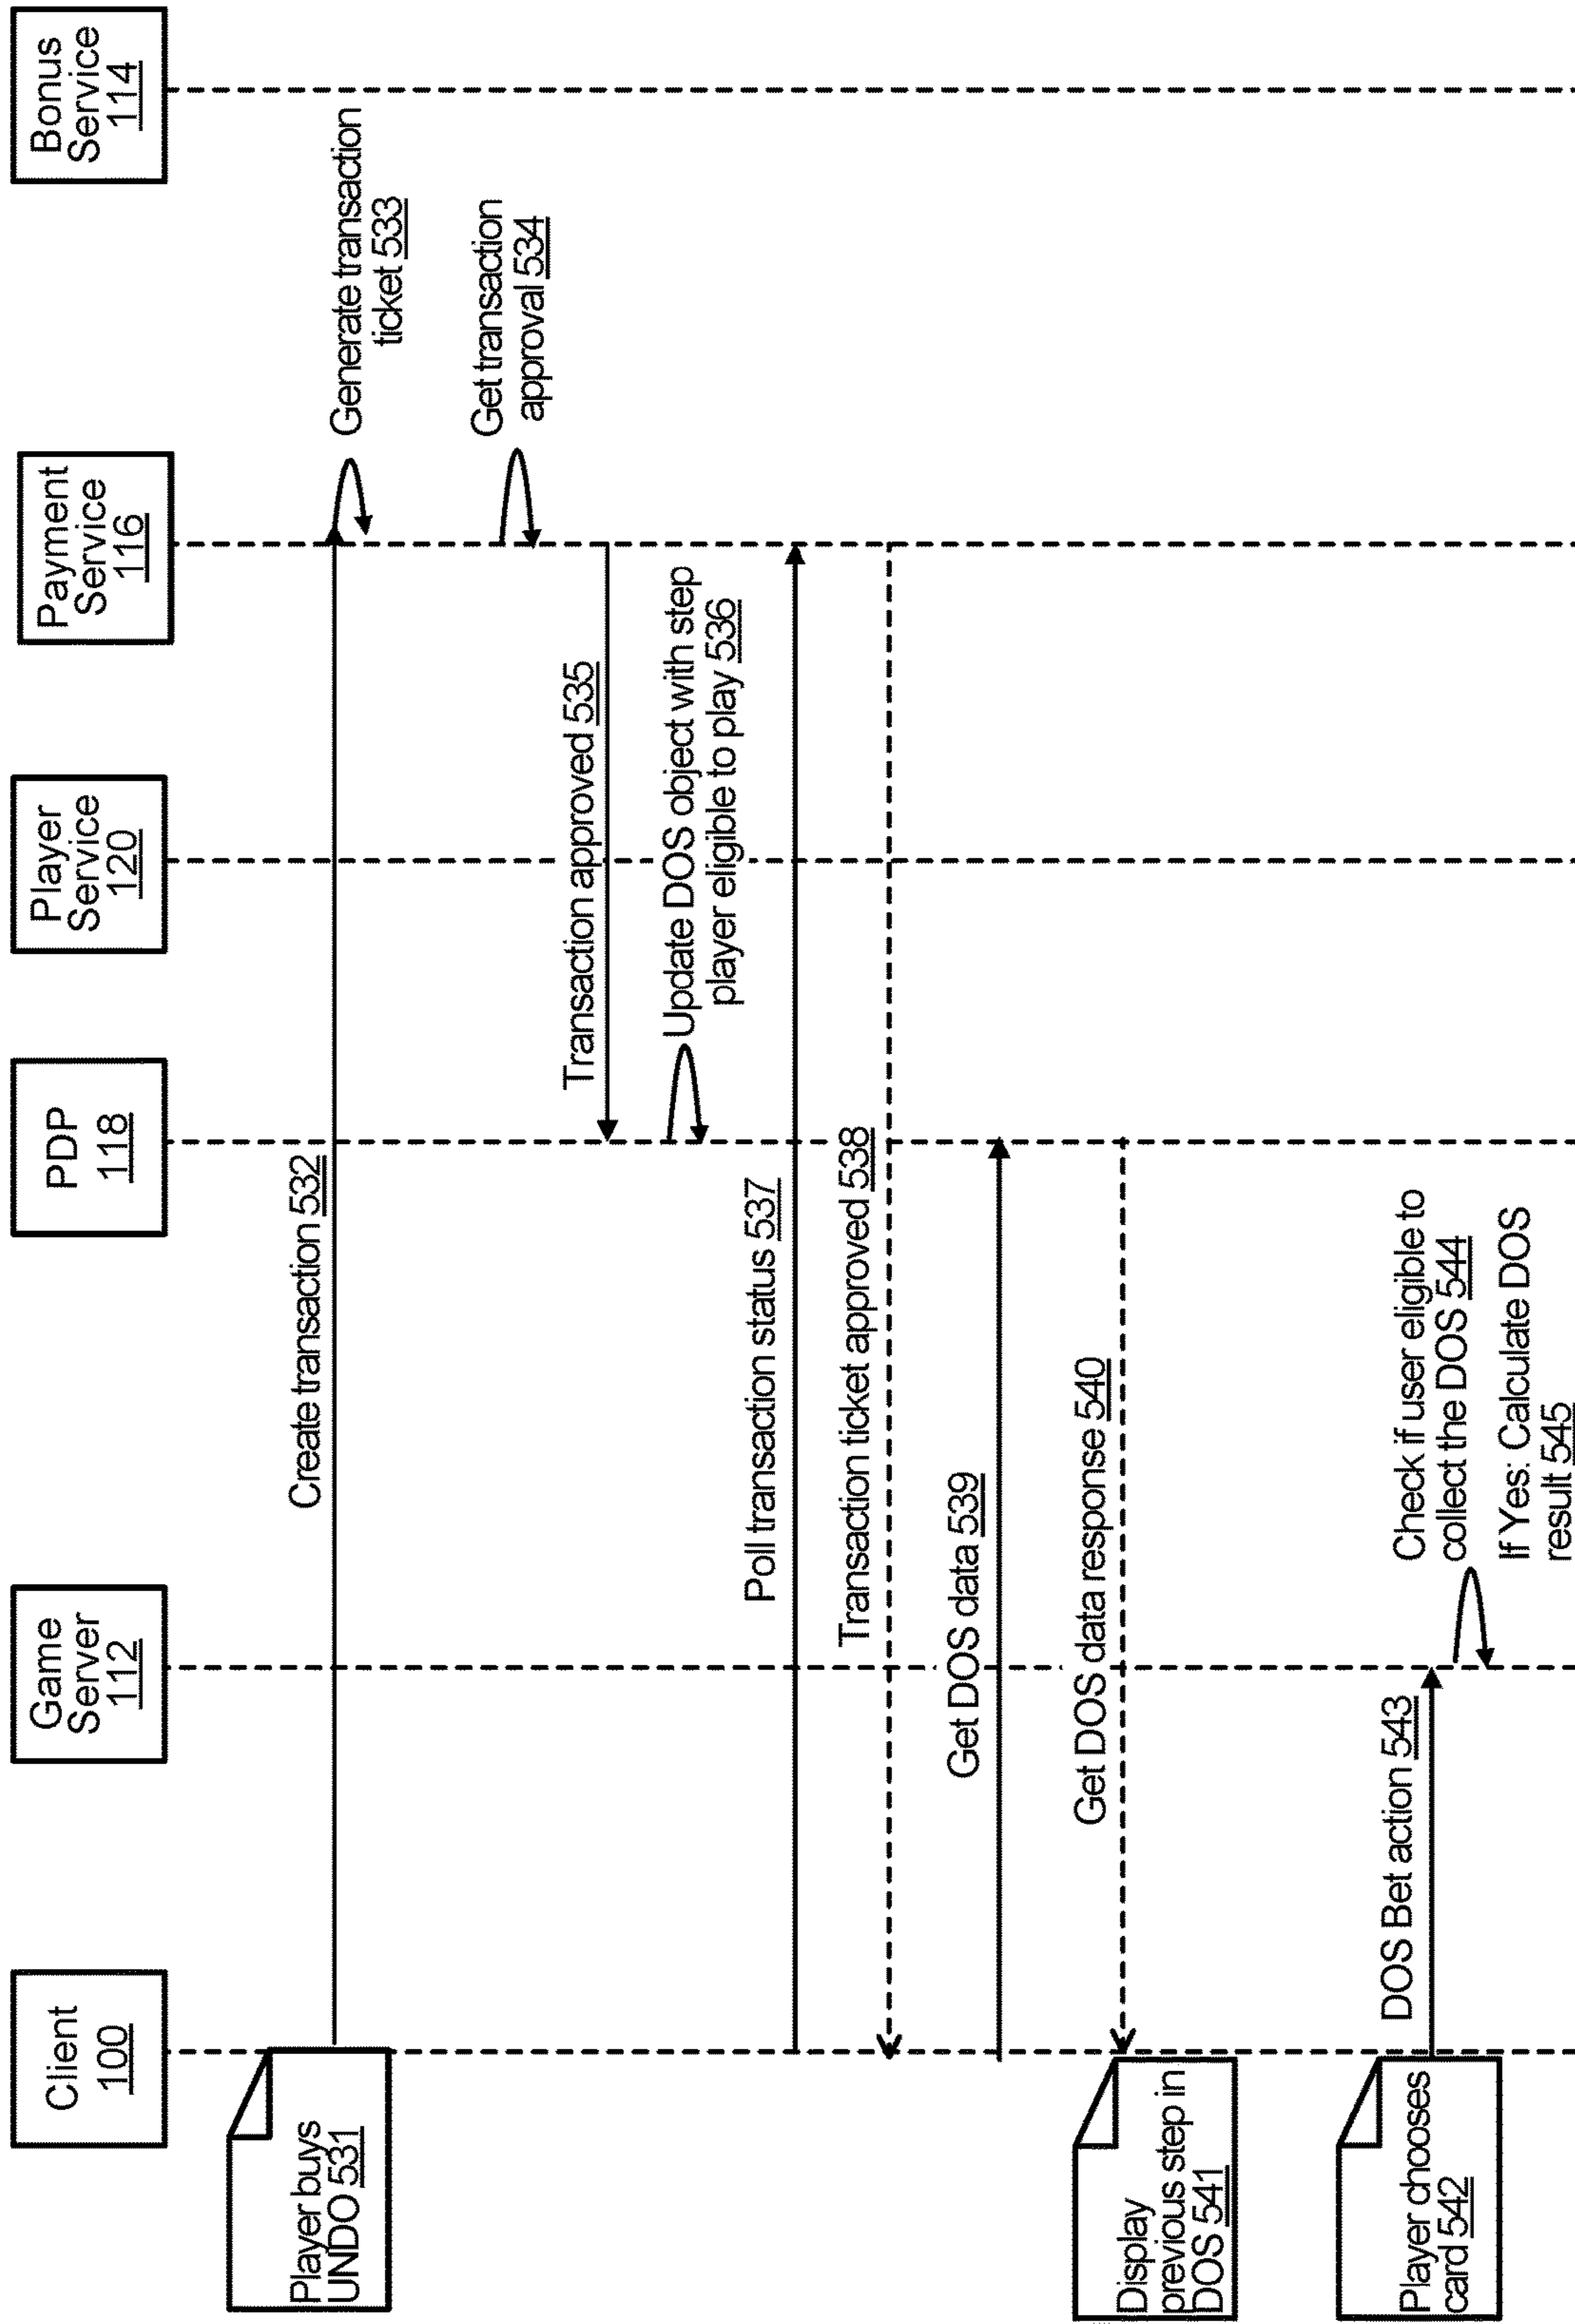 Client
100
Game
Server
112
PDP
118
Player
Service
120
Payment
Service
116
Bonus
Service
114
Player buys
UNDO 531
Create transaction 532
Generate transaction
ticket 533
Get transaction
approval 534
Transaction approved 535
Update DOS object with step
player eligible to play 536
Poll transaction status 537
Transaction ticket approved 538
Get DOS data 539
Get DOS data response 540
Display
previous step in
DOS 541
Player chooses
card 542
DOS Bet action 543
Check if user eligible to
collect the DOS 544
If Yes: Calculate DOS
result 545